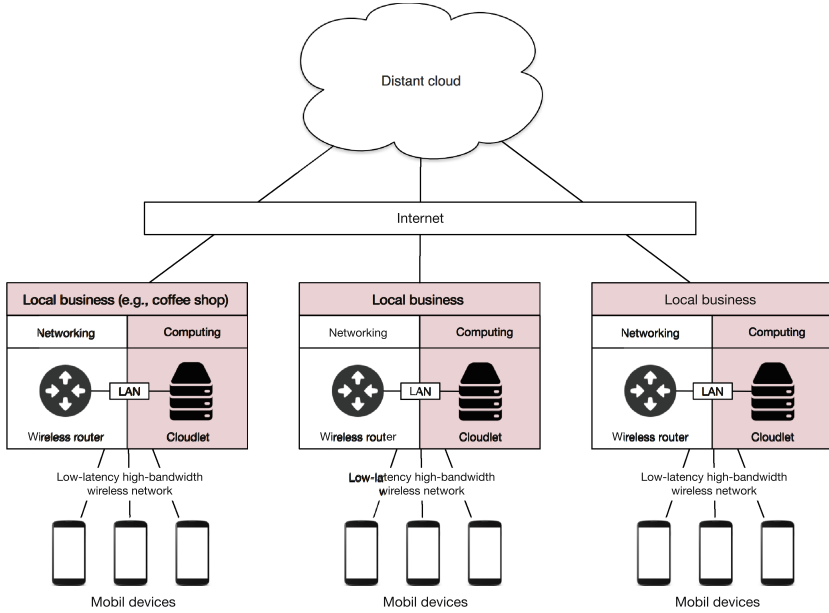 Distant cloud
Internet
Local business (e.g., coffee shop)
Networking
Computing
LAN
Wireless router
Cloudlet
Low-latency high-bandwidth
wireless network
Mobil devices
Local business
Networking
Computing
LAN
Wireless router
Cloudlet
Low-latency high-bandwidth
wireless network
Mobil devices
Local business
Networking
Computing
LAN
Wireless router
Cloudlet
Low-latency high-bandwidth
wireless network
Mobil devices